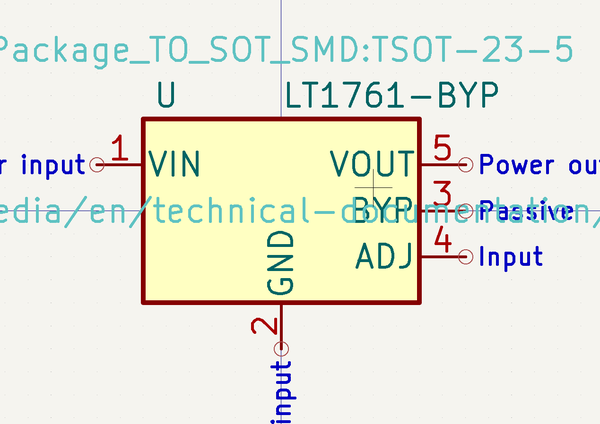 Package_TO_SOT_SMD:TSOT-23-5
U LT1761-BYP
r input 1 VIN VOUT 5 Power ou
edia/en/technical-documentation/ BYP 3 Passive
ADJ 4 Input
GND
2
input